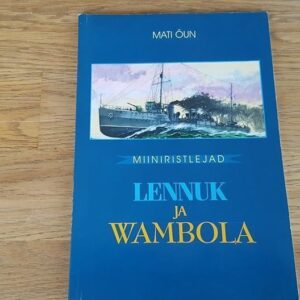 MATI ÕUN
MIINIRISTLEJAD
LENNUK
JA
WAMBOLA